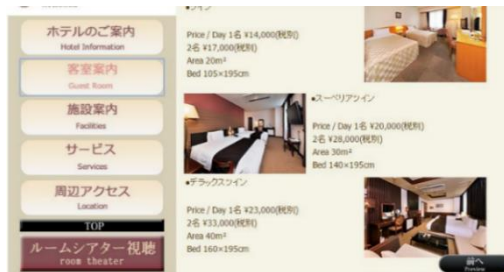 ホテルのご案内
Hotel Information
客室案内
Guest Room
施設案内
Facilities
サービス
Services
周辺アクセス
Location
TOP
ルームシアター視聴
room theater
●ツイン
Price / Day 1名 ¥14,000(税別)
2名 ¥17,000(税別)
Area 20m²
Bed 105×195cm
●スーペリアツイン
Price / Day 1名 ¥20,000(税別)
2名 ¥28,000(税別)
Area 30m²
Bed 140×195cm
●デラックスツイン
Price / Day 1名 ¥23,000(税別)
2名 ¥33,000(税別)
Area 40m²
Bed 160×195cm
前へ
Preview